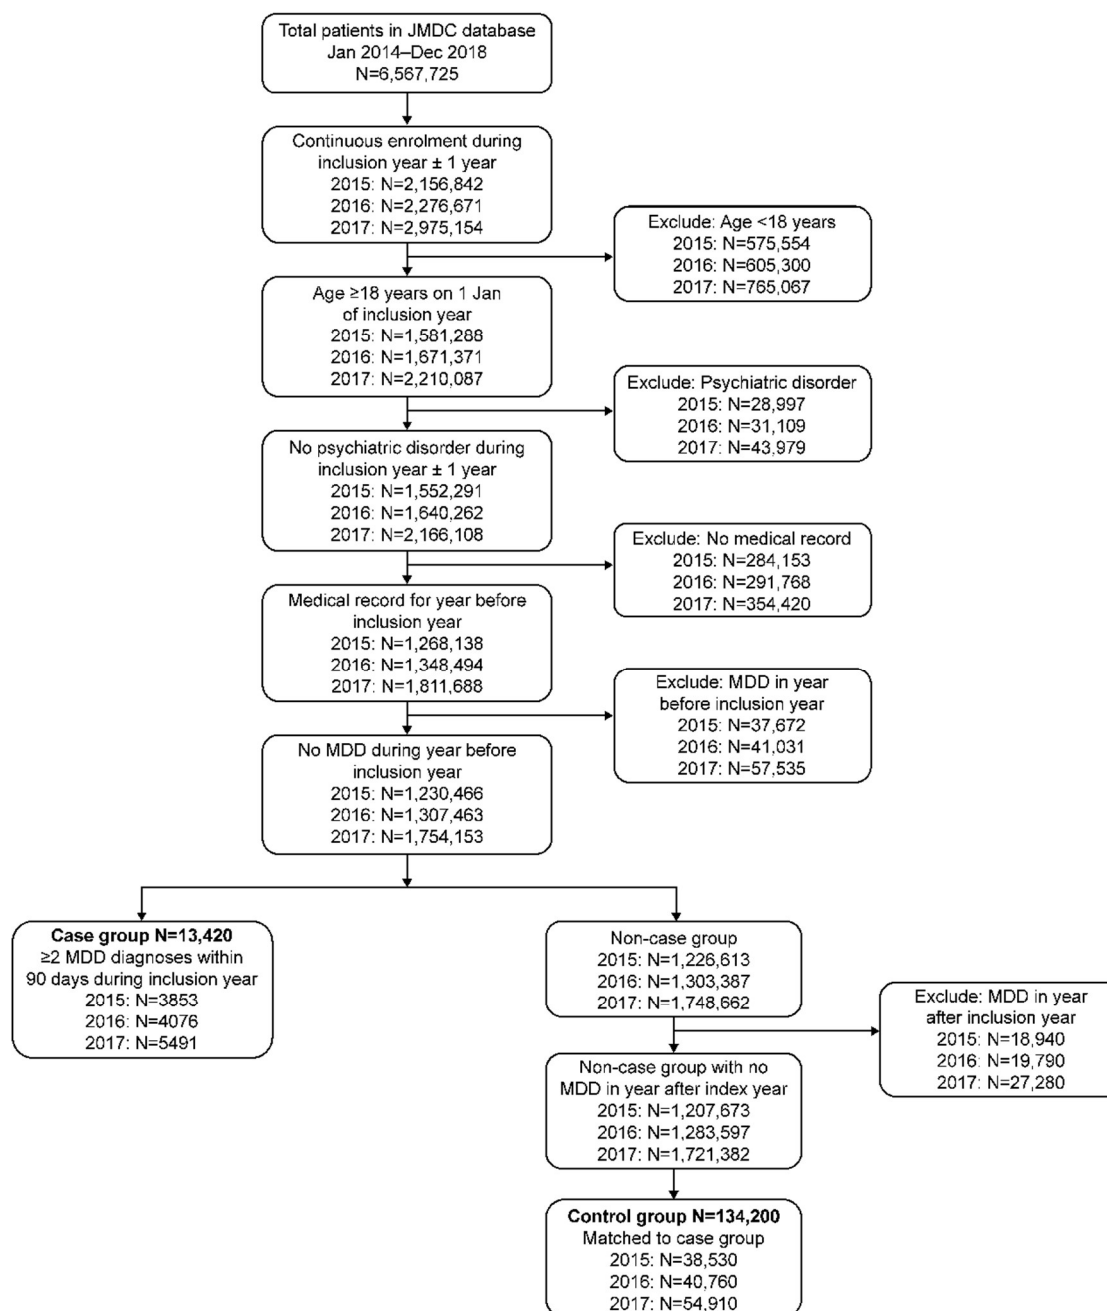 Total patients in JMDC database
Jan 2014–Dec 2018
N=6,567,725
Continuous enrolment during
inclusion year ± 1 year
2015: N=2,156,842
2016: N=2,276,671
2017: N=2,975,154
Exclude: Age <18 years
2015: N=575,554
2016: N=605,300
2017: N=765,067
Age ≥18 years on 1 Jan
of inclusion year
2015: N=1,581,288
2016: N=1,671,371
2017: N=2,210,087
Exclude: Psychiatric disorder
2015: N=28,997
2016: N=31,109
2017: N=43,979
No psychiatric disorder during
inclusion year ± 1 year
2015: N=1,552,291
2016: N=1,640,262
2017: N=2,166,108
Exclude: No medical record
2015: N=284,153
2016: N=291,768
2017: N=354,420
Medical record for year before
inclusion year
2015: N=1,268,138
2016: N=1,348,494
2017: N=1,811,688
Exclude: MDD in year
before inclusion year
2015: N=37,672
2016: N=41,031
2017: N=57,535
No MDD during year before
inclusion year
2015: N=1,230,466
2016: N=1,307,463
2017: N=1,754,153
Case group N=13,420
≥2 MDD diagnoses within
90 days during inclusion year
2015: N=3853
2016: N=4076
2017: N=5491
Non-case group
2015: N=1,226,613
2016: N=1,303,387
2017: N=1,748,662
Exclude: MDD in year
after inclusion year
2015: N=18,940
2016: N=19,790
2017: N=27,280
Non-case group with no
MDD in year after index year
2015: N=1,207,673
2016: N=1,283,597
2017: N=1,721,382
Control group N=134,200
Matched to case group
2015: N=38,530
2016: N=40,760
2017: N=54,910